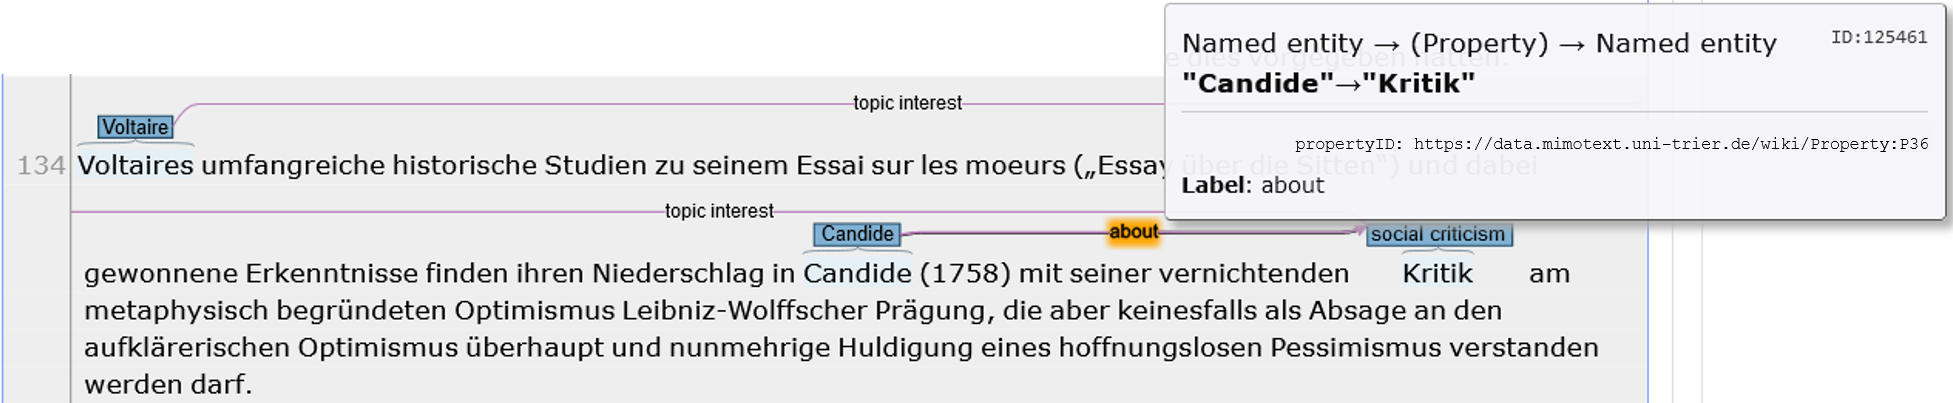 Named entity → (Property) → Named entity
ID:125461
"Candide"→"Kritik"
propertyID: https://data.mimotext.uni-trier.de/wiki/Property:P36
Label: about
e dies vorgegeben hatten.
topic interest
Voltaire
134 Voltaires umfangreiche historische Studien zu seinem Essai sur les moeurs („Essay über die Sitten“) und dabei
topic interest
Candide about social criticism
gewonnene Erkenntnisse finden ihren Niederschlag in Candide (1758) mit seiner vernichtenden Kritik am
metaphysisch begründeten Optimismus Leibniz-Wolffscher Prägung, die aber keinesfalls als Absage an den
aufklärerischen Optimismus überhaupt und nunmehrige Huldigung eines hoffnungslosen Pessimismus verstanden
werden darf.